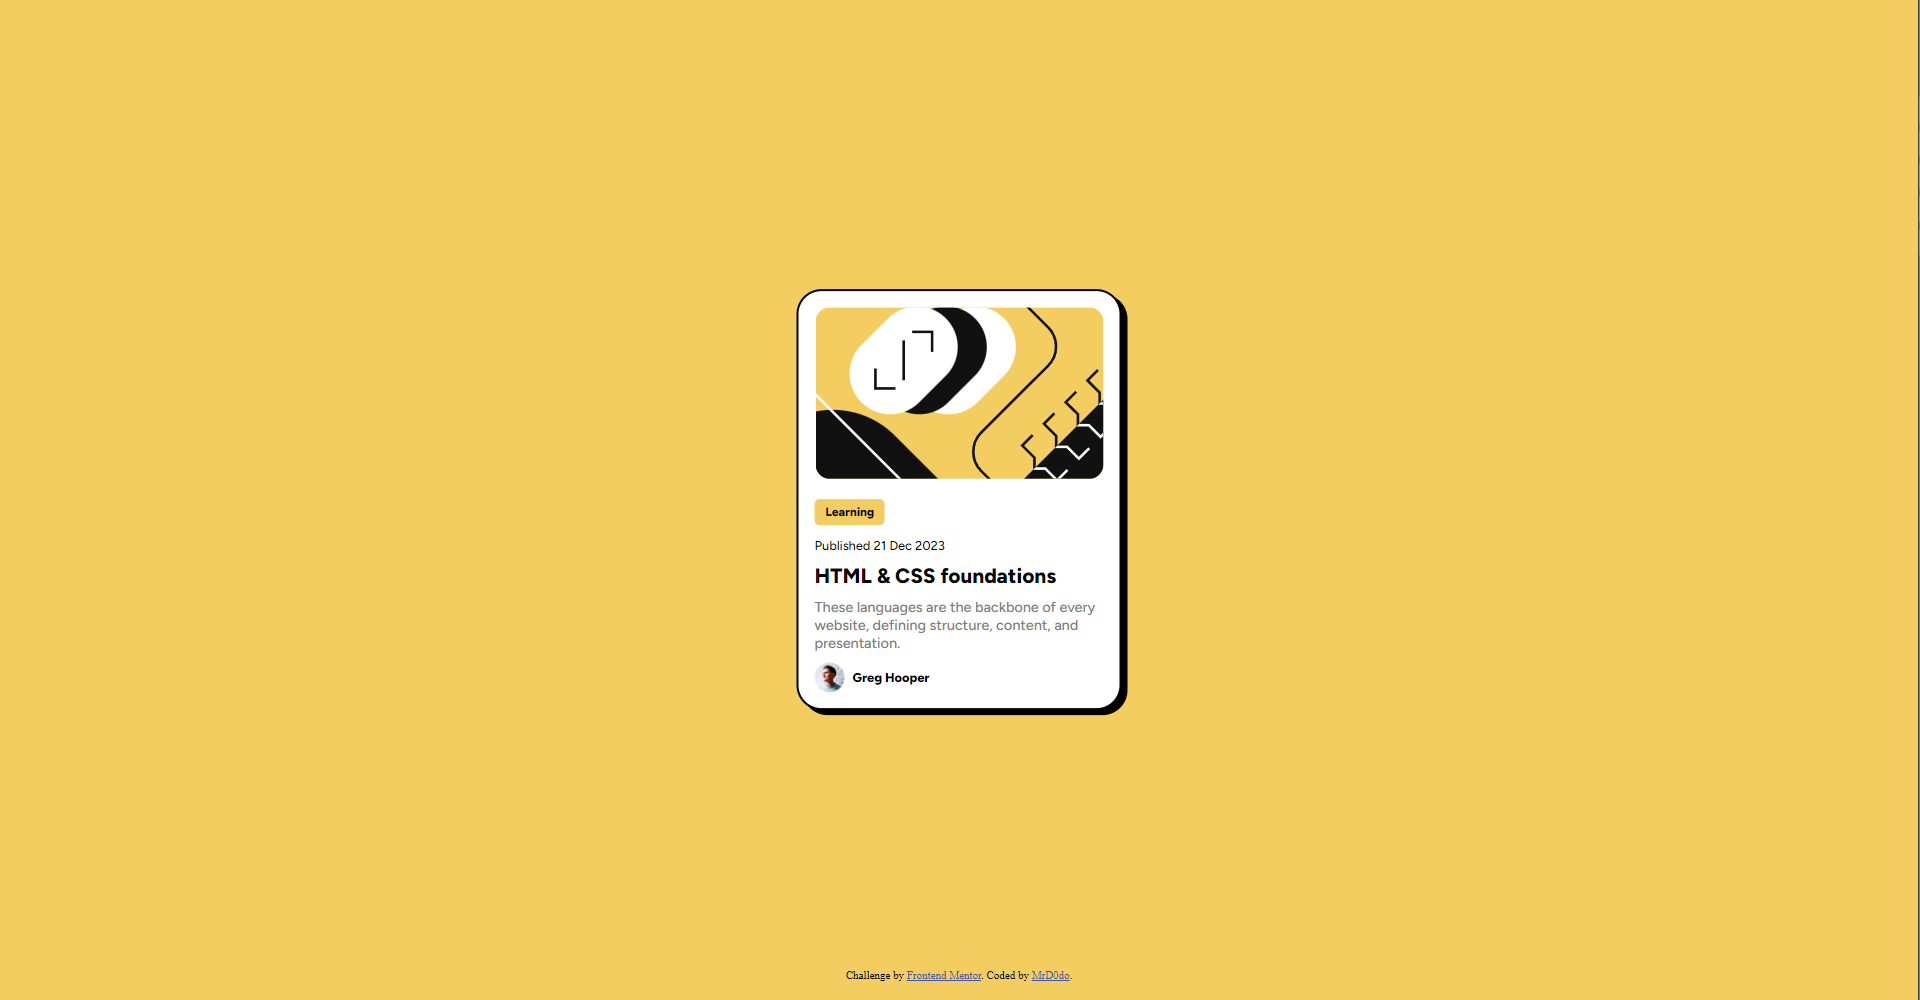 Learning
Published 21 Dec 2023
HTML & CSS foundations
These languages are the backbone of every
website, defining structure, content, and
presentation.
Greg Hooper
Challenge by Frontend Mentor. Coded by MrD0do.